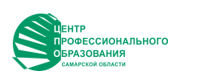 ЦЕНТР
ПРОФЕССИОНАЛЬНОГО
ОБРАЗОВАНИЯ
САМАРСКОЙ ОБЛАСТИ